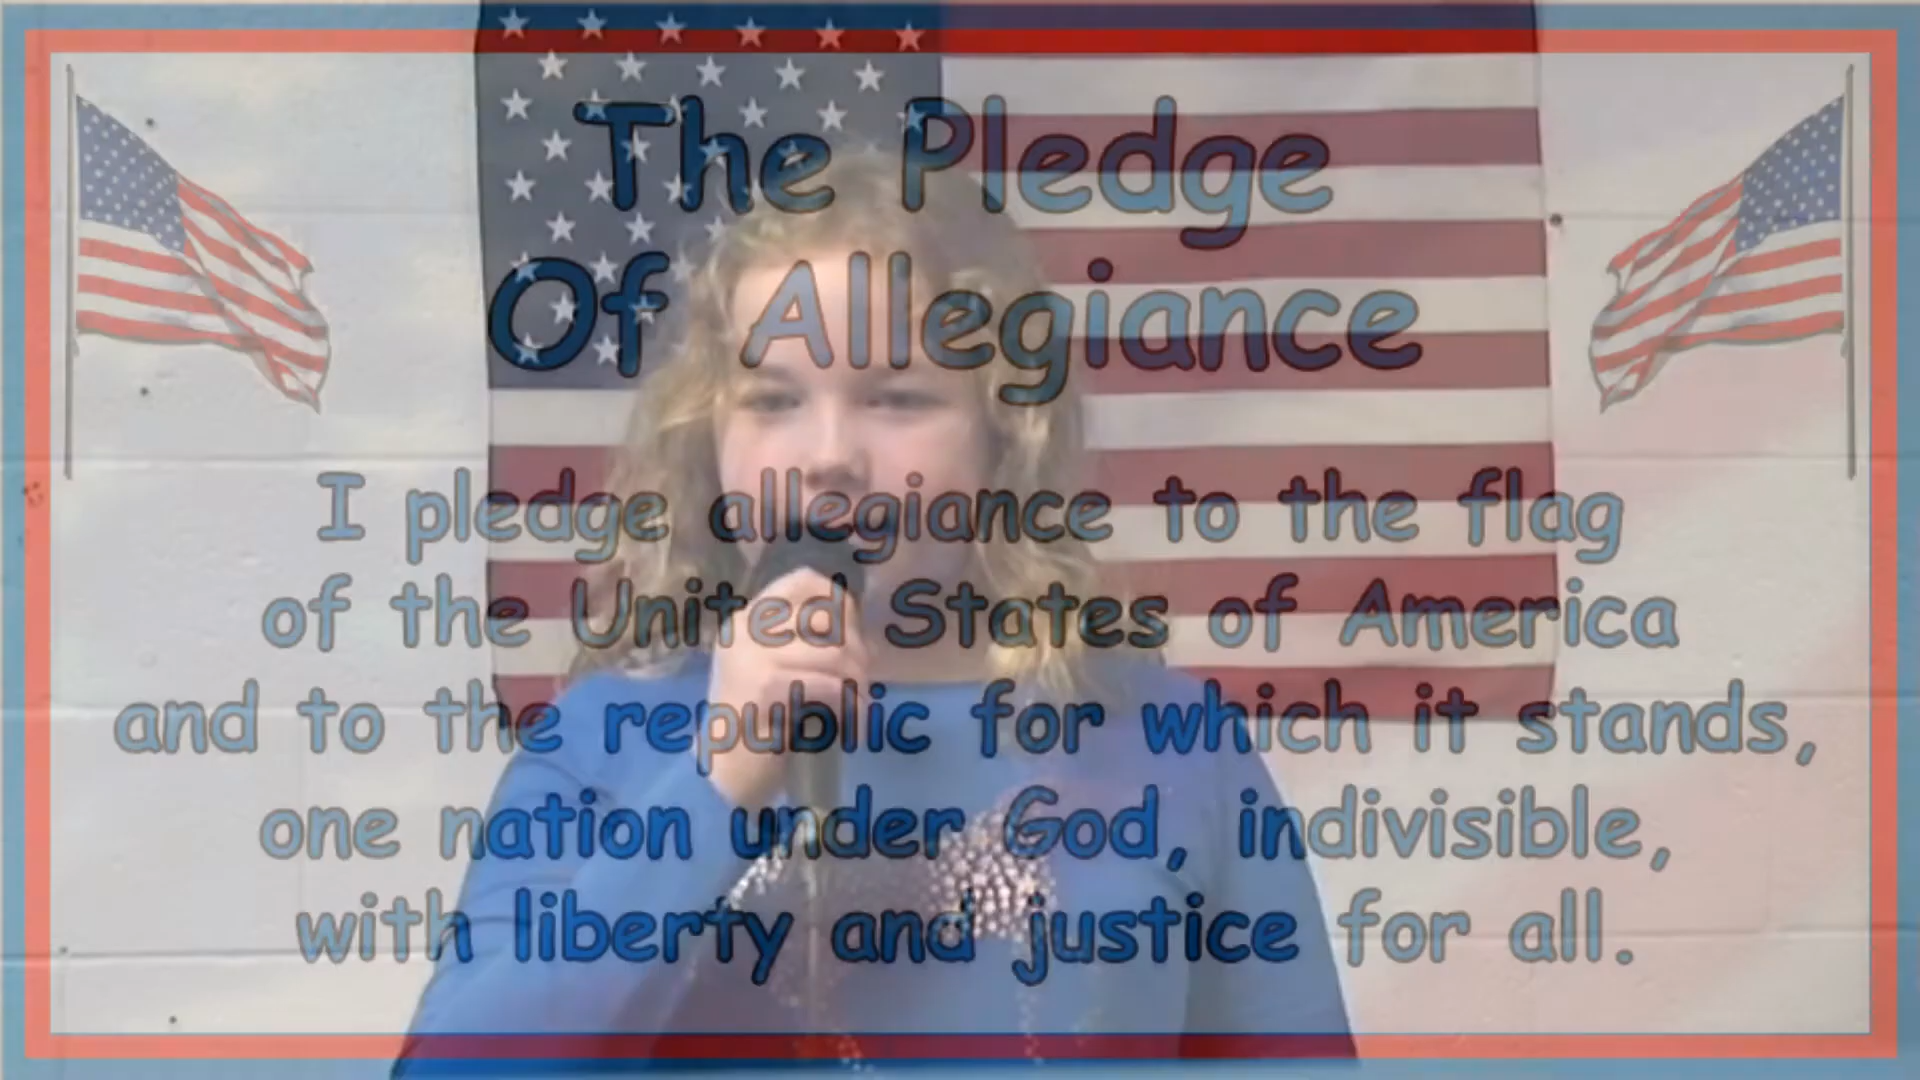 The Pledge
Of Allegiance
I pledge allegiance to the flag
of the United States of America
and to the republic for which it stands,
one nation under God, indivisible,
with liberty and justice for all.